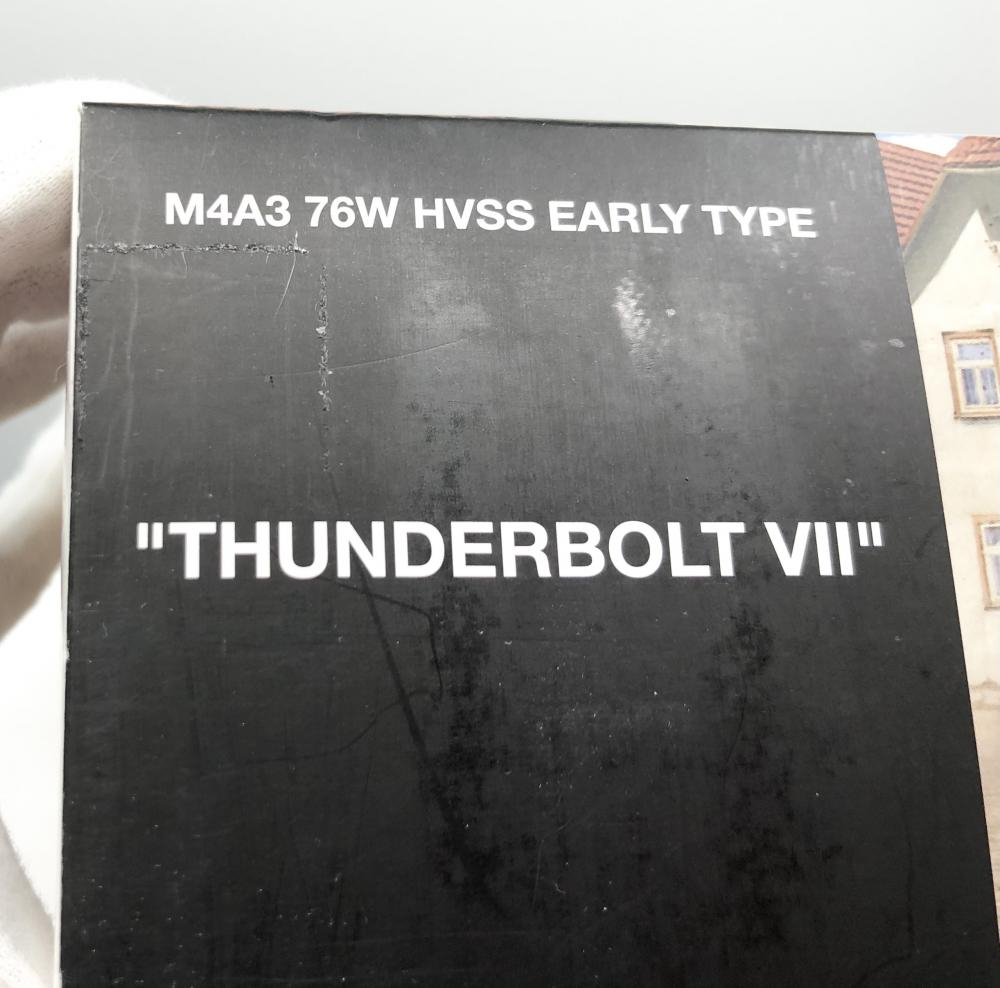 M4A3 76W HVSS EARLY TYPE
"THUNDERBOLT VII"